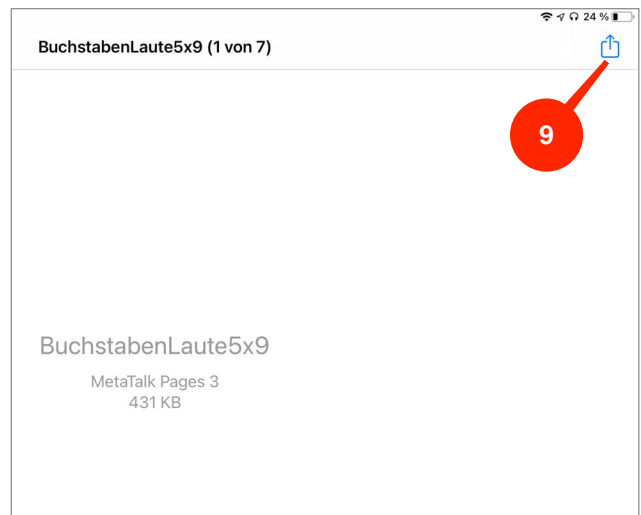 24 %
BuchstabenLaute5x9 (1 von 7)
9
BuchstabenLaute5x9
MetaTalk Pages 3
431 KB